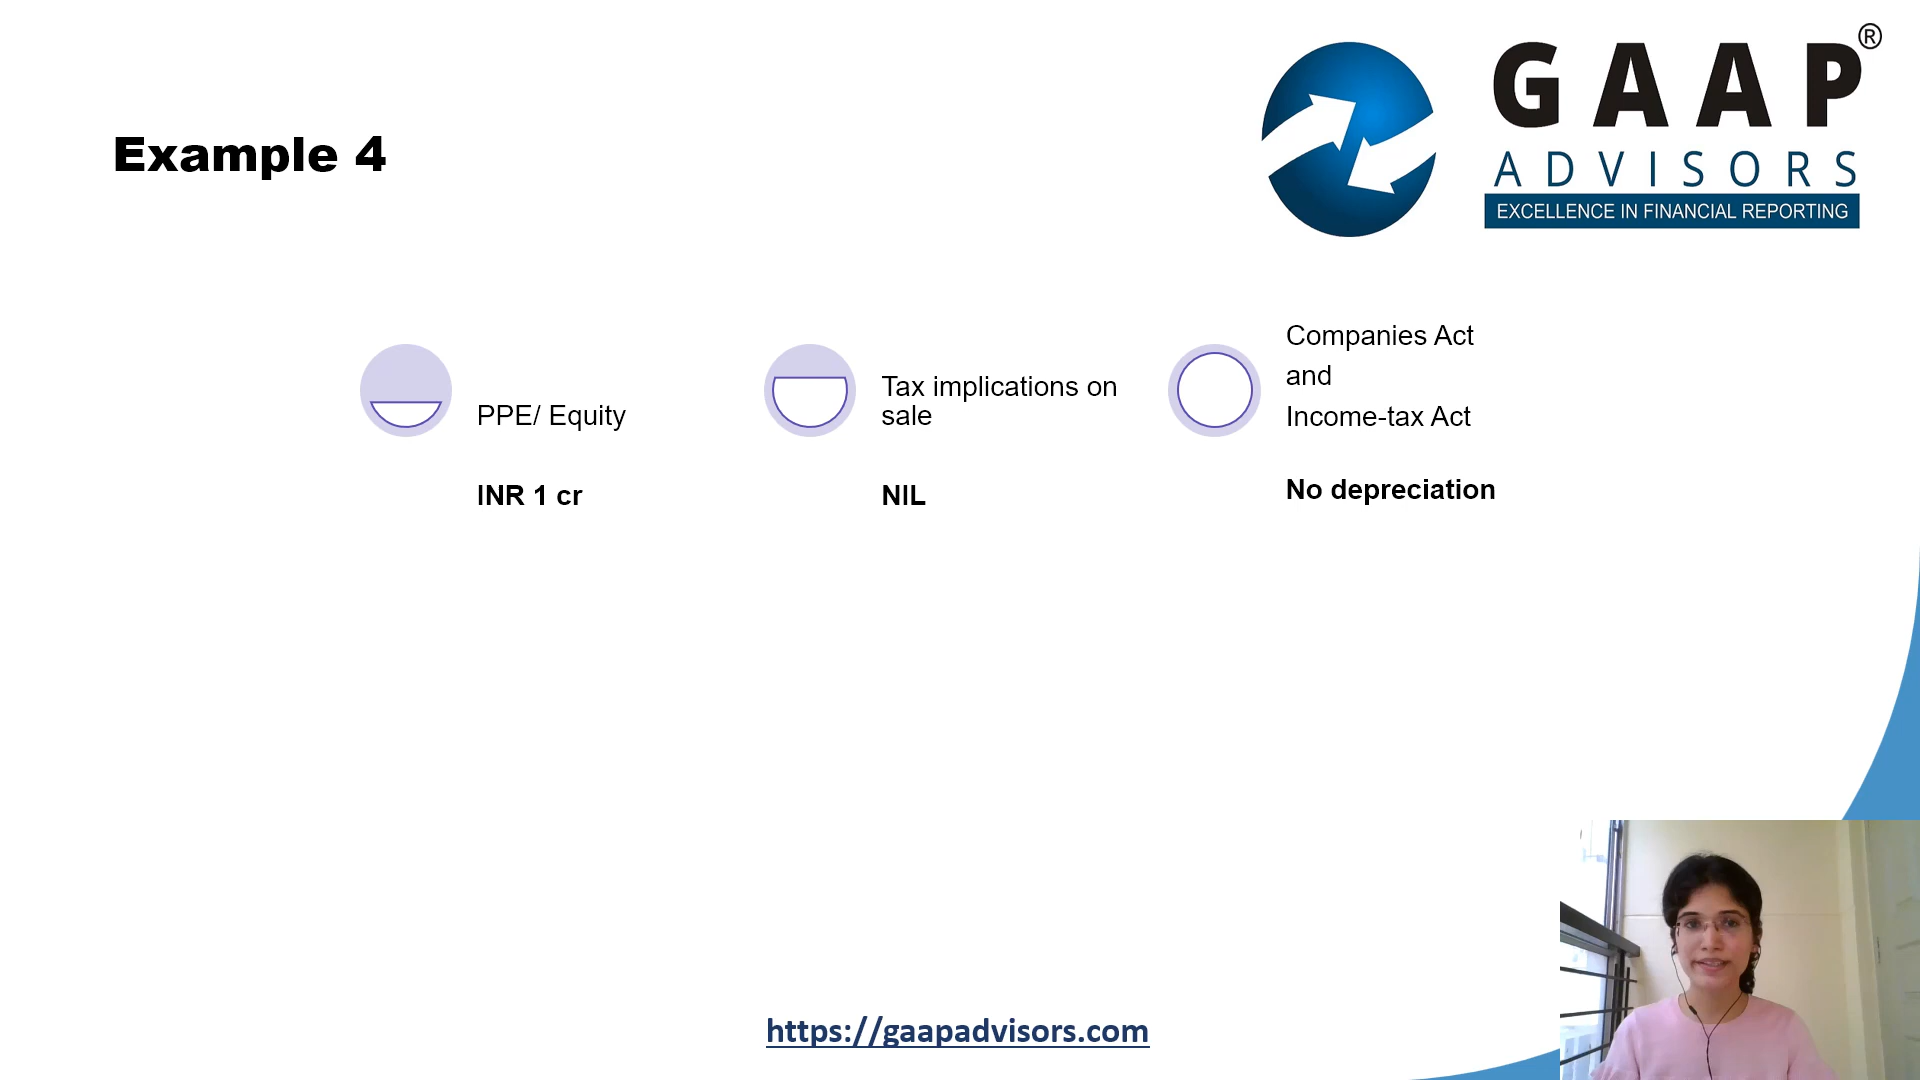 GAAP®
ADVISORS
EXCELLENCE IN FINANCIAL REPORTING
Example 4
PPE/ Equity
INR 1 cr
Tax implications on
sale
NIL
Companies Act
and
Income-tax Act
No depreciation
https://gaapadvisors.com